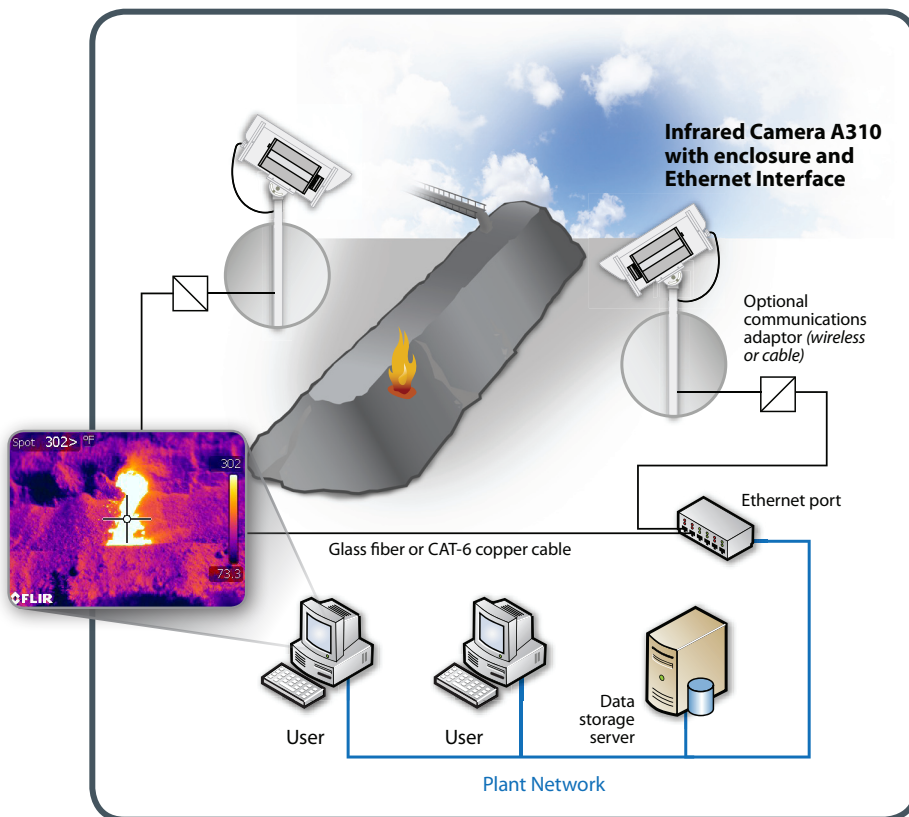 Infrared Camera A310
with enclosure and
Ethernet Interface
Optional
communications
adaptor (wireless
or cable)
Spot 302> °F
302
73.3
FLIR
Ethernet port
Glass fiber or CAT-6 copper cable
User
User
Data
storage
server
Plant Network